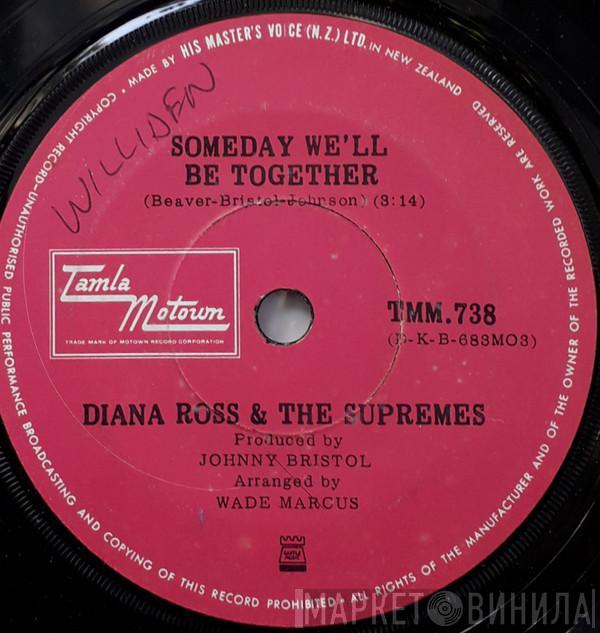 COPYRIGHT RECORD-UNAUTHORISED PUBLIC PERFORMANCE BROADCASTING AND COPYING OF THIS RECORD PROHIBITED · ALL RIGHTS OF THE MANUFACTURER AND OF THE OWNER OF THE RECORDED WORK ARE RESERVED
· MADE BY HIS MASTER'S VOICE (N.Z.) LTD. IN NEW ZEALAND
WILLIDEN
SOMEDAY WE'LL
BE TOGETHER
(Beaver-Bristol-Johnson) (3:14)
Tamla
Motown
TRADE MARK OF MOTOWN RECORD CORPORATION
TMM.738
(D-K-B-683MO3)
DIANA ROSS & THE SUPREMES
Produced by
JOHNNY BRISTOL
Arranged by
WADE MARCUS
МАРКЕТ ВИНИЛА